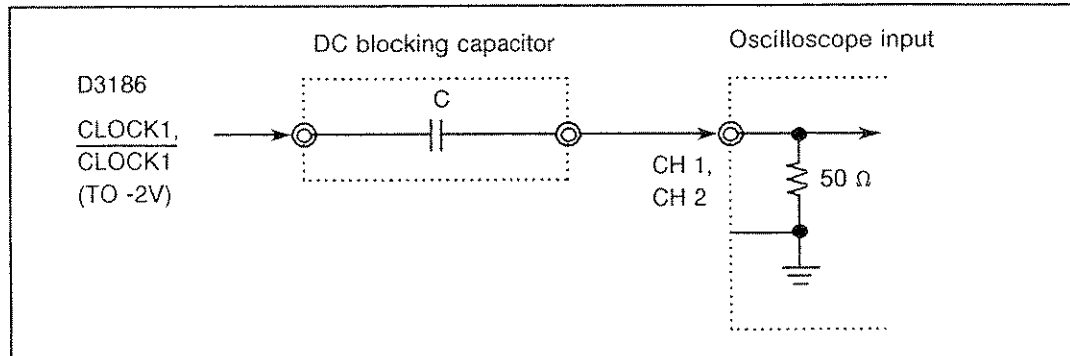 DC blocking capacitor
Oscilloscope input
D3186
C
CLOCK1,
CLOCK1
(TO -2V)
CH 1,
CH 2
50 Ω